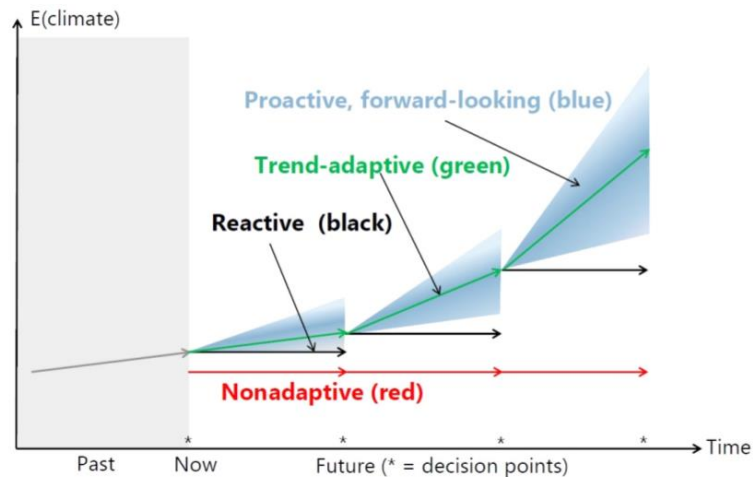 E(climate)
Proactive, forward-looking (blue)
Trend-adaptive (green)
Reactive (black)
Nonadaptive (red)
* * * *
Time
Past Now Future (* = decision points)